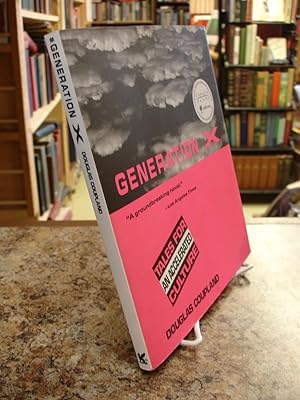 GENERATION X
DOUGLAS COUPLAND
GENERATION X
"A groundbreaking novel."
-Los Angeles Times
TALES FOR
AN ACCELERATED
CULTURE
DOUGLAS COUPLAND